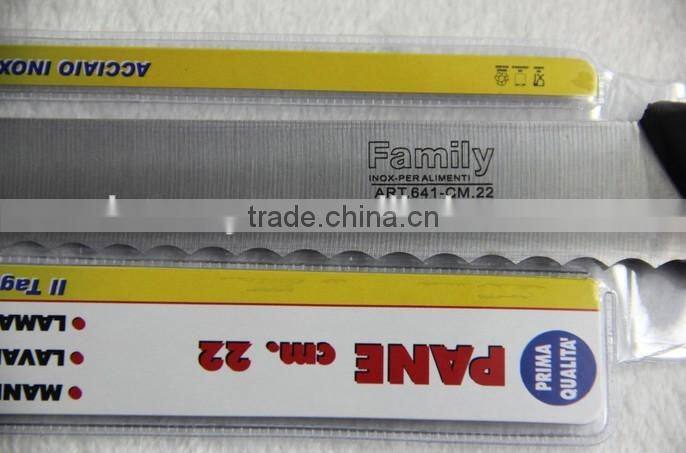 ACCIAIO INOX
Family
INOX-PER ALIMENTI
ART.641-CM.22
trade.china.com
Il Tag
LAMA
LAVA
MANI
PANE cm. 22
PRIMA
QUALITA'